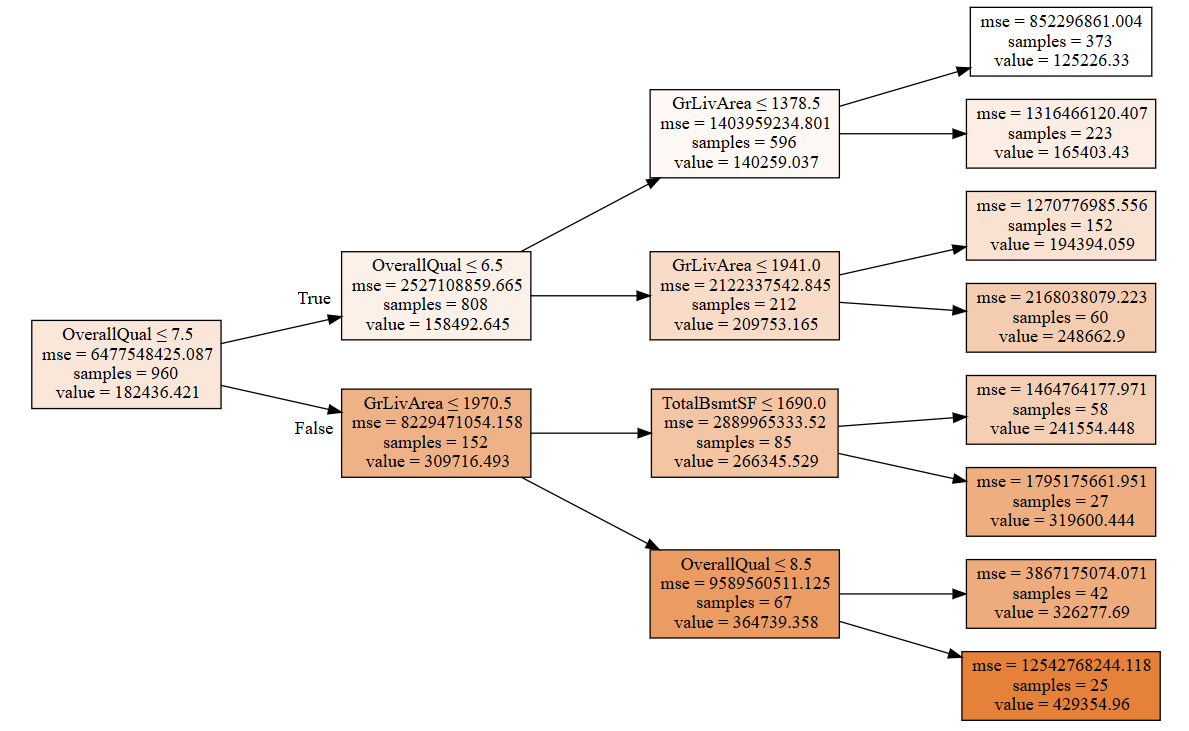 OverallQual ≤ 7.5
mse = 6477548425.087
samples = 960
value = 182436.421
True
False
OverallQual ≤ 6.5
mse = 2527108859.665
samples = 808
value = 158492.645
GrLivArea ≤ 1970.5
mse = 8229471054.158
samples = 152
value = 309716.493
GrLivArea ≤ 1378.5
mse = 1403959234.801
samples = 596
value = 140259.037
GrLivArea ≤ 1941.0
mse = 2122337542.845
samples = 212
value = 209753.165
TotalBsmtSF ≤ 1690.0
mse = 2889965333.52
samples = 85
value = 266345.529
OverallQual ≤ 8.5
mse = 9589560511.125
samples = 67
value = 364739.358
mse = 852296861.004
samples = 373
value = 125226.33
mse = 1316466120.407
samples = 223
value = 165403.43
mse = 1270776985.556
samples = 152
value = 194394.059
mse = 2168038079.223
samples = 60
value = 248662.9
mse = 1464764177.971
samples = 58
value = 241554.448
mse = 1795175661.951
samples = 27
value = 319600.444
mse = 3867175074.071
samples = 42
value = 326277.69
mse = 12542768244.118
samples = 25
value = 429354.96